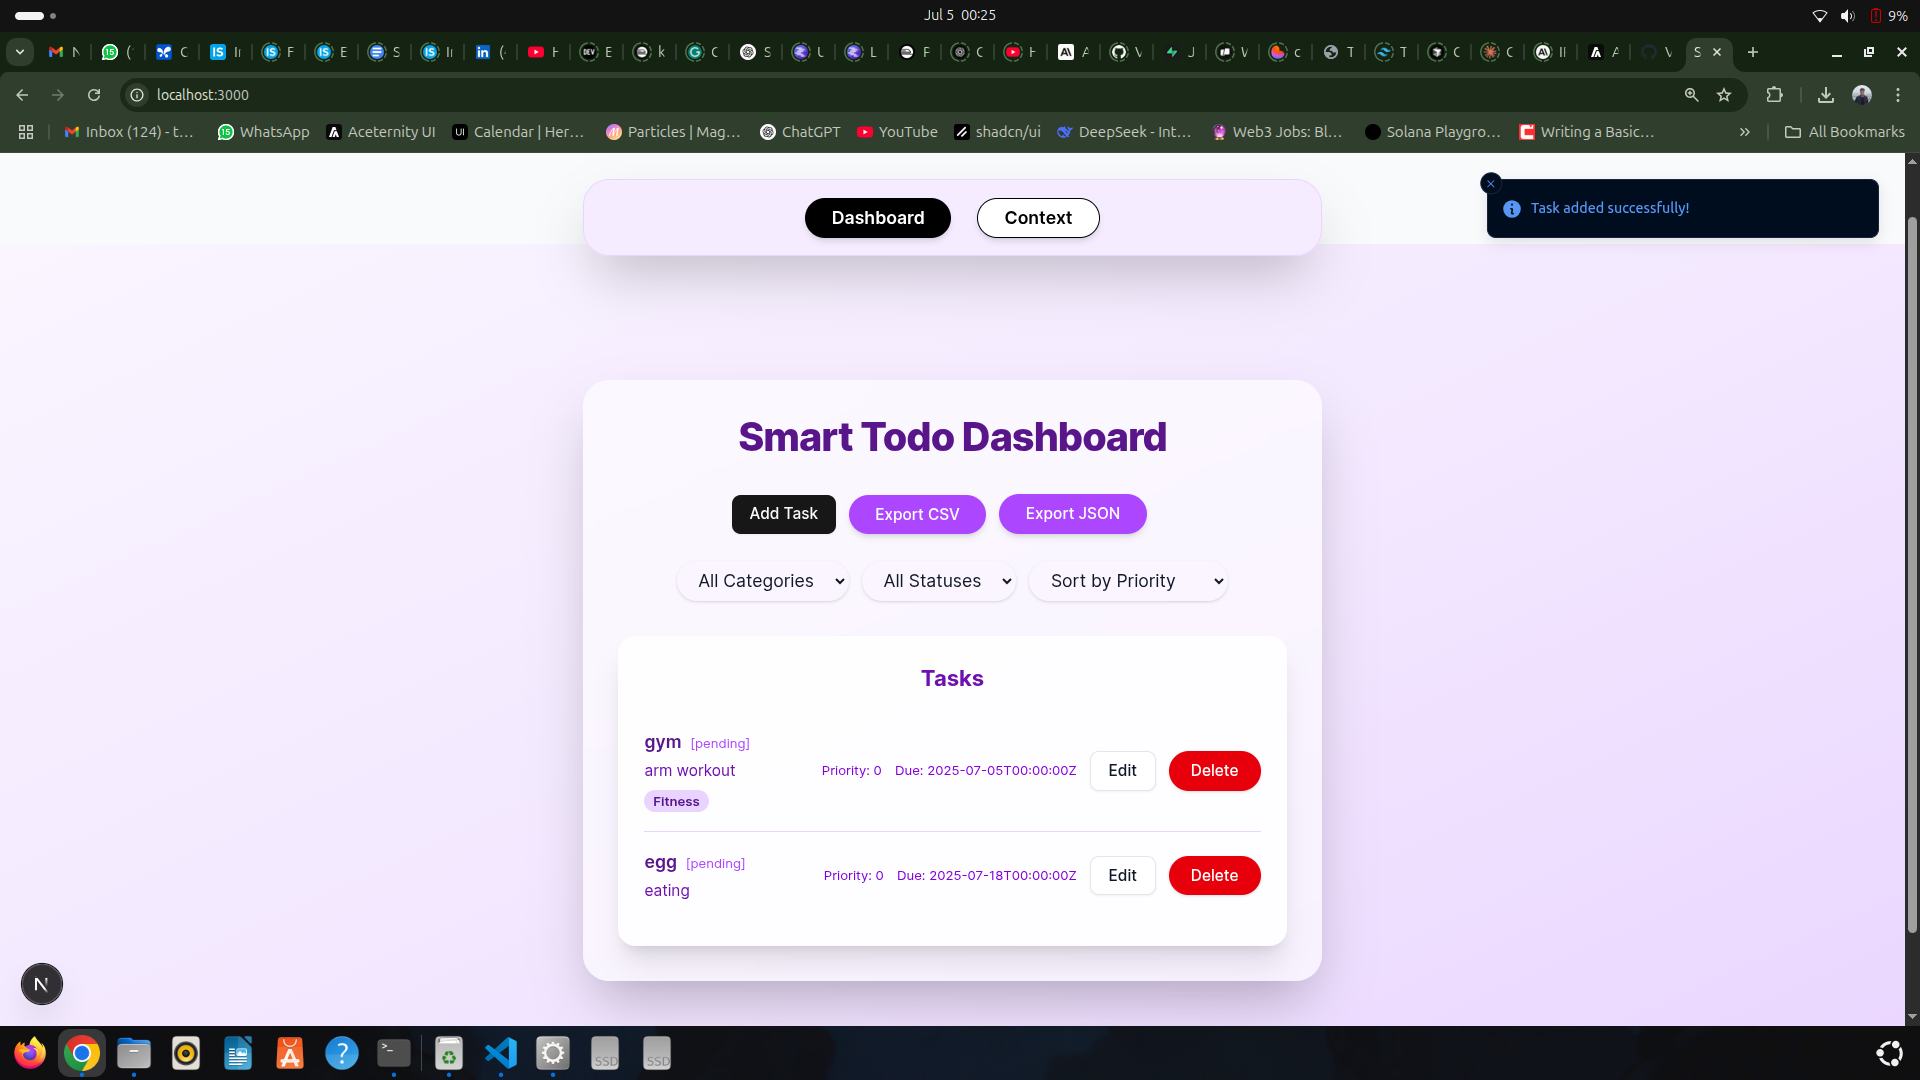 Jul 5 00:25
9%
localhost:3000
Inbox (124) - t...
WhatsApp
Aceternity UI
Calendar | Her...
Particles | Mag...
ChatGPT
YouTube
shadcn/ui
DeepSeek - Int...
Web3 Jobs: Bl...
Solana Playgro...
Writing a Basic...
All Bookmarks
Dashboard
Context
Task added successfully!
Smart Todo Dashboard
Add Task
Export CSV
Export JSON
All Categories
All Statuses
Sort by Priority
Tasks
gym [pending]
arm workout
Fitness
Priority: 0 Due: 2025-07-05T00:00:00Z
Edit
Delete
egg [pending]
eating
Priority: 0 Due: 2025-07-18T00:00:00Z
Edit
Delete
N
SSD
SSD